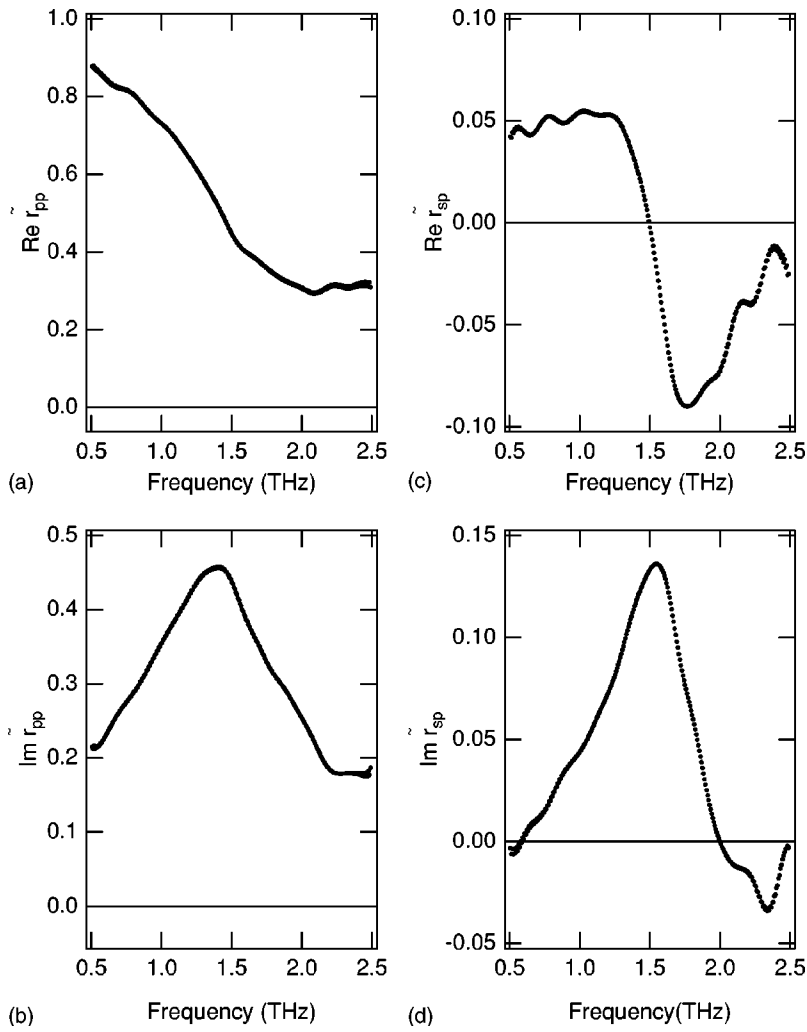 1.0
0.8
0.6
0.4
0.2
0.0
Re r̃pp
0.5 1.0 1.5 2.0 2.5
(a) Frequency (THz)
0.10
0.05
0.00
-0.05
-0.10
Re r̃sp
0.5 1.0 1.5 2.0 2.5
(c) Frequency (THz)
0.5
0.4
0.3
0.2
0.1
0.0
Im r̃pp
0.5 1.0 1.5 2.0 2.5
(b) Frequency (THz)
0.15
0.10
0.05
0.00
-0.05
Im r̃sp
0.5 1.0 1.5 2.0 2.5
(d) Frequency(THz)